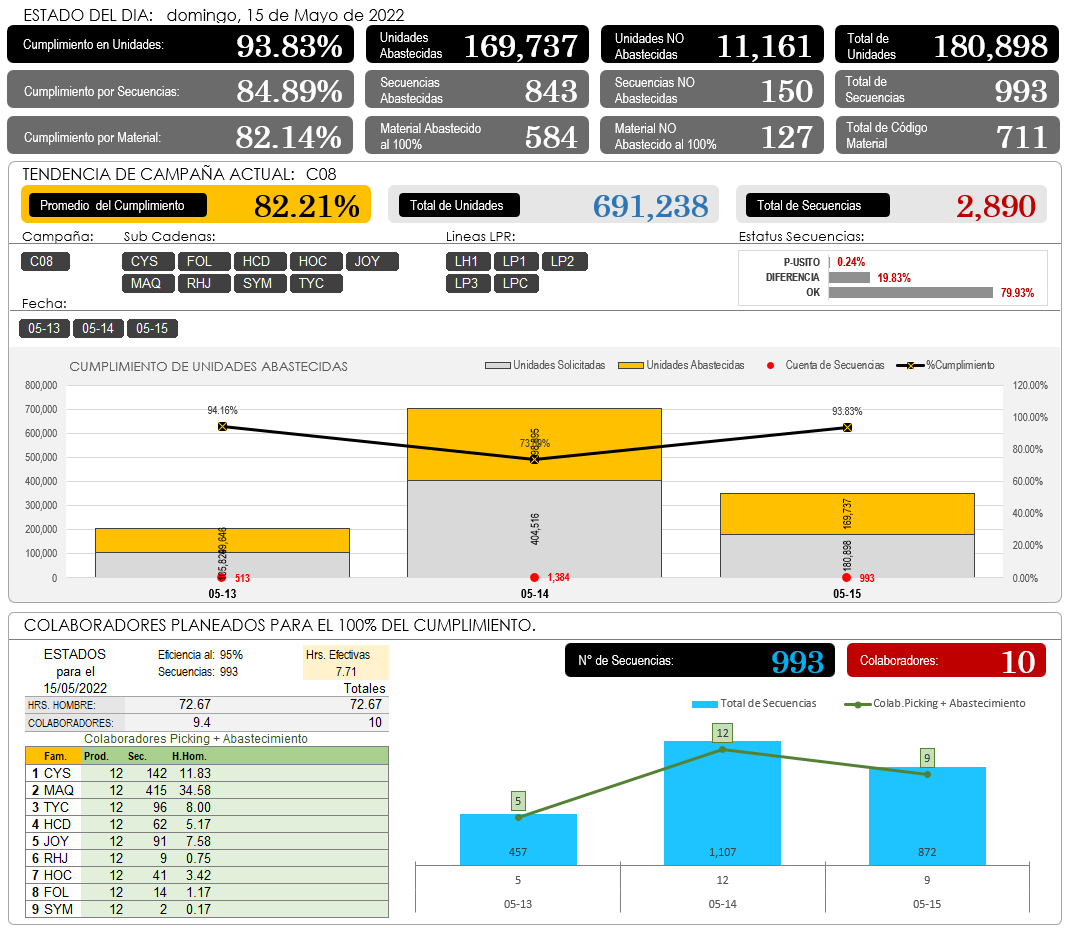 ESTADO DEL DIA: domingo, 15 de Mayo de 2022
Cumplimiento en Unidades: 93.83%
Unidades Abastecidas 169,737
Unidades NO Abastecidas 11,161
Total de Unidades 180,898
Cumplimiento por Secuencias: 84.89%
Secuencias Abastecidas 843
Secuencias NO Abastecidas 150
Total de Secuencias 993
Cumplimiento por Material: 82.14%
Material Abastecido al 100% 584
Material NO Abastecido al 100% 127
Total de Código Material 711
TENDENCIA DE CAMPAÑA ACTUAL: C08
Promedio del Cumplimiento 82.21%
Total de Unidades 691,238
Total de Secuencias 2,890
Campaña: Sub Cadenas: Lineas LPR: Estatus Secuencias:
C08 CYS FOL HCD HOC JOY LH1 LP1 LP2
MAQ RHJ SYM TYC LP3 LPC
P-USITO 0.24%
DIFERENCIA 19.83%
OK 79.93%
Fecha:
05-13 05-14 05-15
CUMPLIMIENTO DE UNIDADES ABASTECIDAS
Unidades Solicitadas Unidades Abastecidas Cuenta de Secuencias %Cumplimiento
800,000 120.00%
700,000
94.16% 93.83%
100.00%
600,000
500,000 80.00%
400,000 60.00%
300,000 40.00%
200,000
100,000 20.00%
0 0.00%
404,516
169,737
180,898
513 1,384 993
05-13 05-14 05-15
COLABORADORES PLANEADOS PARA EL 100% DEL CUMPLIMIENTO.
ESTADOS para el 15/05/2022
Eficiencia al: 95%
Secuencias: 993
Hrs. Efectivas
7.71
Totales
HRS. HOMBRE: 72.67 72.67
COLABORADORES: 9.4 10
Colaboradores Picking + Abastecimiento
Fam. Prod. Sec. H.Hom.
1 CYS 12 142 11.83
2 MAQ 12 415 34.58
3 TYC 12 96 8.00
4 HCD 12 62 5.17
5 JOY 12 91 7.58
6 RHJ 12 9 0.75
7 HOC 12 41 3.42
8 FOL 12 14 1.17
9 SYM 12 2 0.17
N° de Secuencias: 993
Colaboradores: 10
Total de Secuencias Colab.Picking + Abastecimiento
5 12 9
457 1,107 872
5 12 9
05-13 05-14 05-15